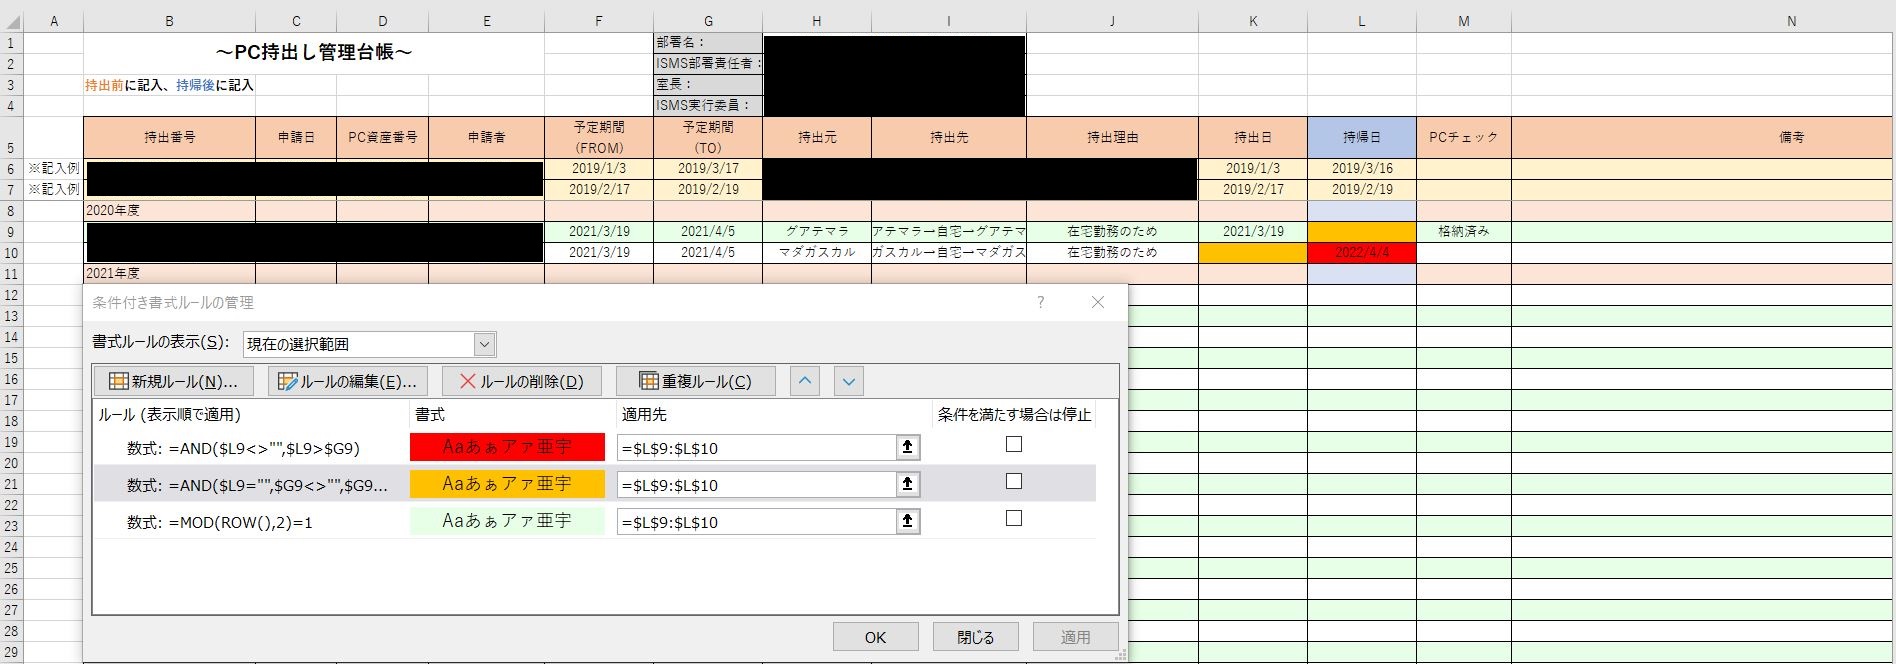 A B C D E F G H I J K L M N
1 ～PC持出し管理台帳～ 部署名：
2 ISMS部署責任者：
3 持出前に記入、持帰後に記入 室長：
4 ISMS実行委員：
5 持出番号 申請日 PC資産番号 申請者 予定期間 (FROM) 予定期間 (TO) 持出元 持出先 持出理由 持出日 持帰日 PCチェック 備考
6 ※記入例 2019/1/3 2019/3/17 2019/1/3 2019/3/16
7 ※記入例 2019/2/17 2019/2/19 2019/2/17 2019/2/19
8 2020年度
9 2021/3/19 2021/4/5 グアテマラ アテマラ→自宅→グアテマ 在宅勤務のため 2021/3/19 格納済み
10 2021/3/19 2021/4/5 マダガスカル ガスカル→自宅→マダガス 在宅勤務のため 2022/4/4
11 2021年度
12
13
14
15
16
17
18
19
20
21
22
23
24
25
26
27
28
29
条件付き書式ルールの管理 ?
書式ルールの表示(S): 現在の選択範囲
新規ルール(N)... ルールの編集(E)... ルールの削除(D) 重複ルール(C)
ルール (表示順で適用) 書式 適用先 条件を満たす場合は停止
数式: =AND($L9<>"",$L9>$G9) Aaあぁアァ亜宇 =$L$9:$L$10
数式: =AND($L9="",$G9<>"",$G9... Aaあぁアァ亜宇 =$L$9:$L$10
数式: =MOD(ROW(),2)=1 Aaあぁアァ亜宇 =$L$9:$L$10
OK 閉じる 適用